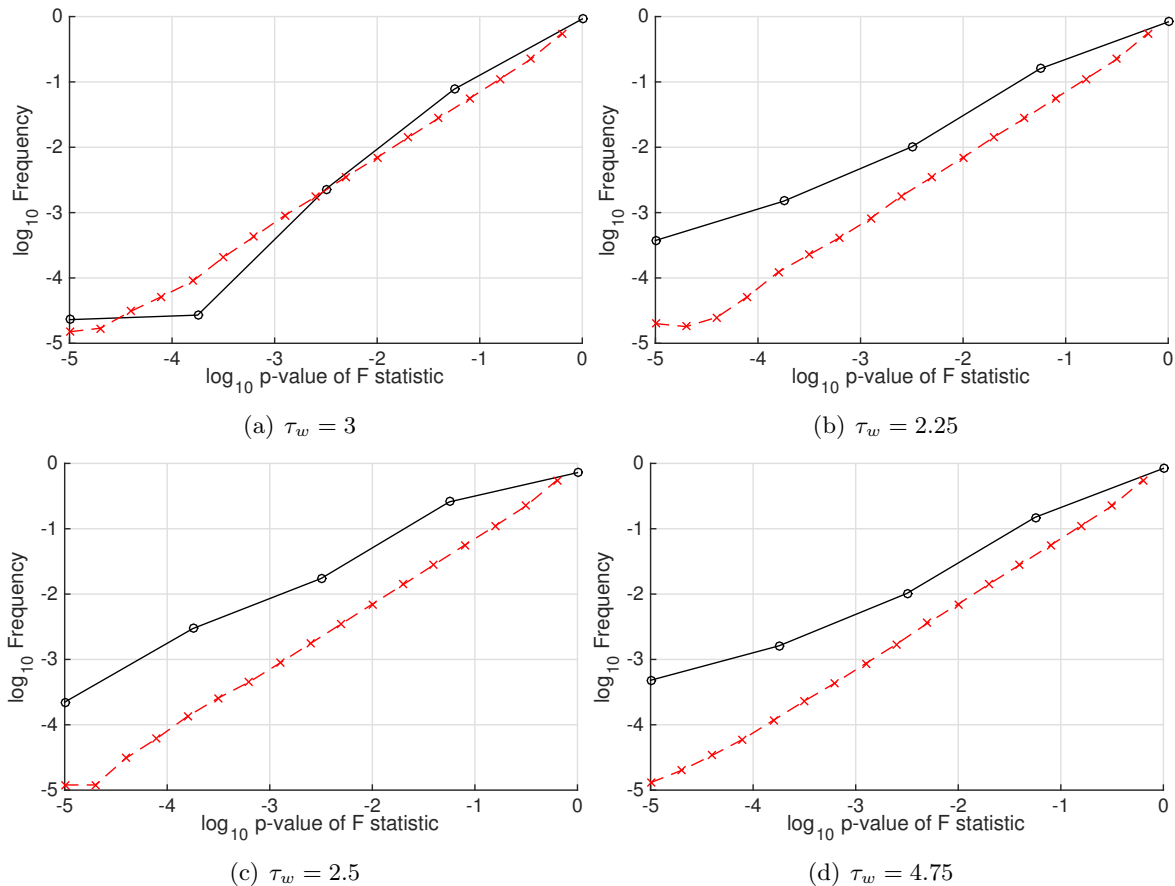 0
-1
-2
-3
-4
-5
log10 Frequency
-5 -4 -3 -2 -1 0
log10 p-value of F statistic
(a) τw = 3
0
-1
-2
-3
-4
-5
log10 Frequency
-5 -4 -3 -2 -1 0
log10 p-value of F statistic
(b) τw = 2.25
0
-1
-2
-3
-4
-5
log10 Frequency
-5 -4 -3 -2 -1 0
log10 p-value of F statistic
(c) τw = 2.5
0
-1
-2
-3
-4
-5
log10 Frequency
-5 -4 -3 -2 -1 0
log10 p-value of F statistic
(d) τw = 4.75